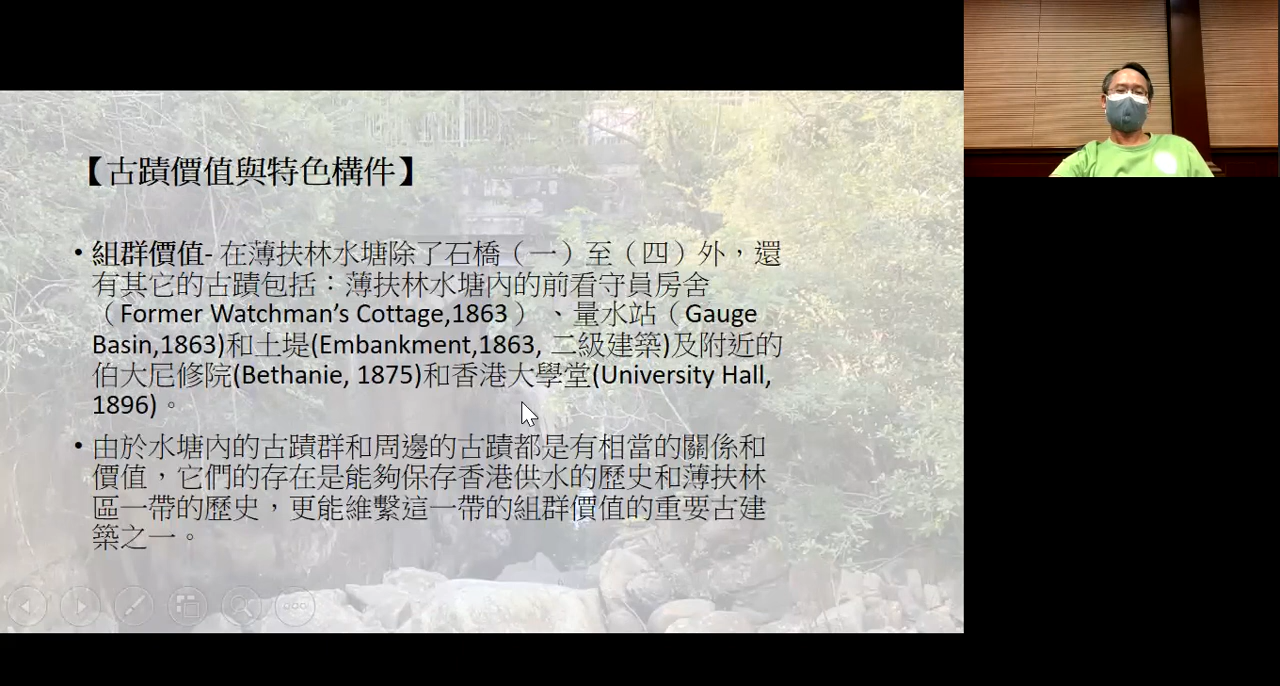 【古蹟價值與特色構件】
• 組群價值- 在薄扶林水塘除了石橋（一）至（四）外，還
有其它的古蹟包括：薄扶林水塘內的前看守員房舍
（Former Watchman’s Cottage,1863）、量水站（Gauge
Basin,1863)和土堤(Embankment,1863, 二級建築)及附近的
伯大尼修院(Bethanie, 1875)和香港大學堂(University Hall,
1896)。
• 由於水塘內的古蹟群和周邊的古蹟都是有相當的關係和
價值，它們的存在是能夠保存香港供水的歷史和薄扶林
區一帶的歷史，更能維繫這一帶的組群價值的重要古建
築之一。